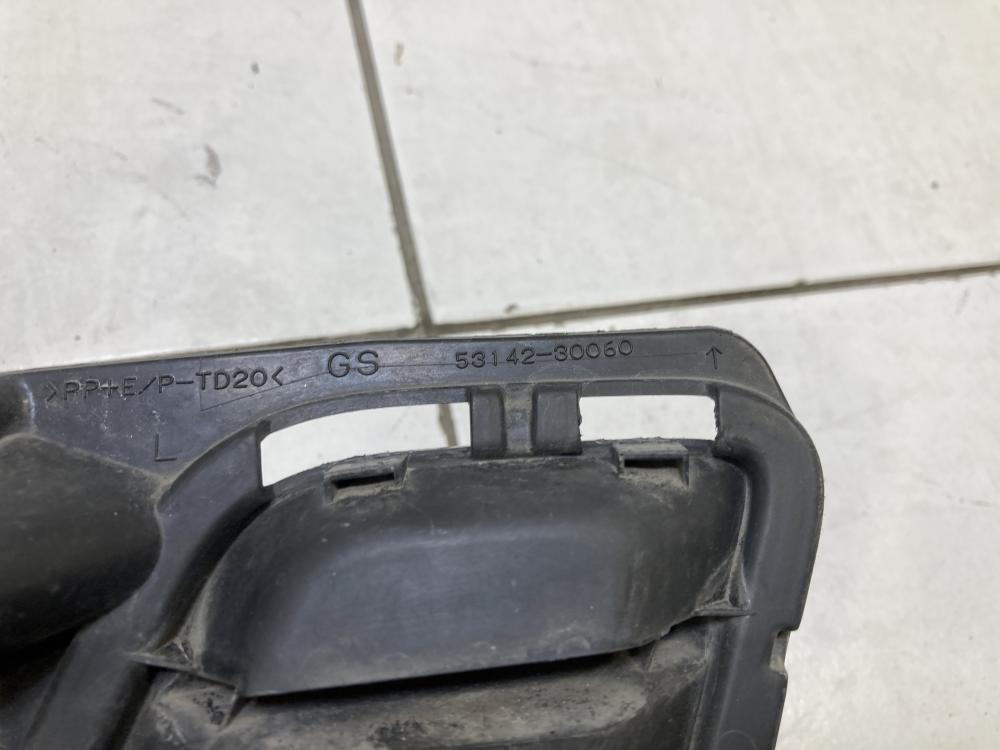 >PP+E/P-TD20< GS 53142-30060 ↑
L